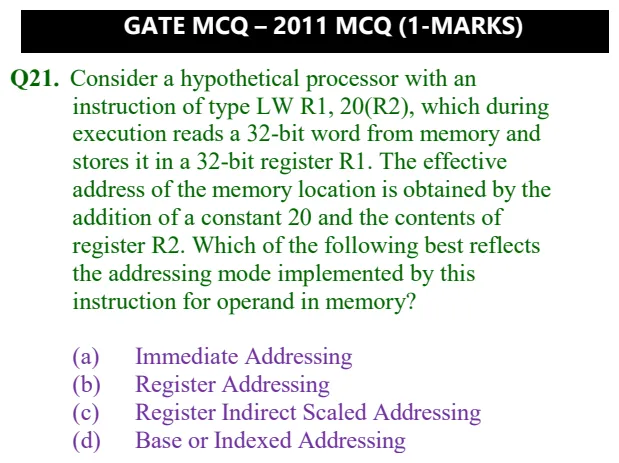 GATE MCQ – 2011 MCQ (1-MARKS)
Q21. Consider a hypothetical processor with an
instruction of type LW R1, 20(R2), which during
execution reads a 32-bit word from memory and
stores it in a 32-bit register R1. The effective
address of the memory location is obtained by the
addition of a constant 20 and the contents of
register R2. Which of the following best reflects
the addressing mode implemented by this
instruction for operand in memory?
(a) Immediate Addressing
(b) Register Addressing
(c) Register Indirect Scaled Addressing
(d) Base or Indexed Addressing